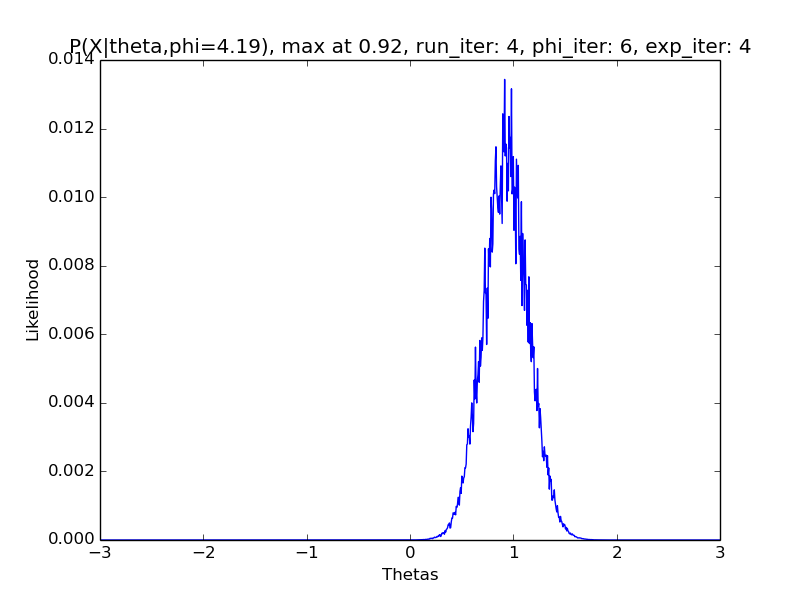 P(X|theta,phi=4.19), max at 0.92, run_iter: 4, phi_iter: 6, exp_iter: 4
0.014
0.012
0.010
0.008
0.006
0.004
0.002
0.000
Likelihood
−3 −2 −1 0 1 2 3
Thetas